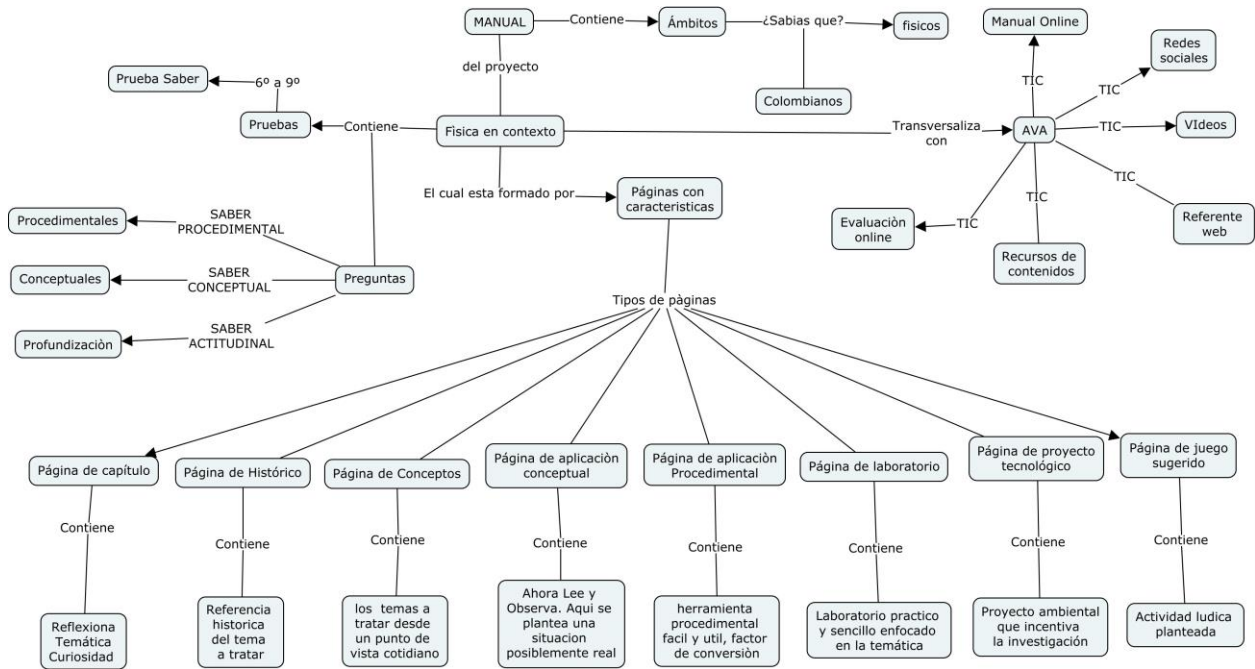 MANUAL
Contiene
Ámbitos
¿Sabias que?
fisicos
Manual Online
Redes
sociales
del proyecto
Colombianos
Prueba Saber
6º a 9º
Pruebas
Contiene
Fìsica en contexto
Transversaliza
con
AVA
TIC
TIC
TIC
VIdeos
TIC
TIC
TIC
Evaluaciòn
online
Recursos de
contenidos
Referente
web
El cual esta formado por
Páginas con
caracteristicas
Procedimentales
SABER
PROCEDIMENTAL
Conceptuales
SABER
CONCEPTUAL
Preguntas
Profundizaciòn
SABER
ACTITUDINAL
Tipos de pàginas
Página de capítulo
Página de Histórico
Página de Conceptos
Página de aplicaciòn
conceptual
Página de aplicaciòn
Procedimental
Página de laboratorio
Página de proyecto
tecnológico
Página de juego
sugerido
Contiene
Contiene
Contiene
Contiene
Contiene
Contiene
Contiene
Contiene
Reflexiona
Temática
Curiosidad
Referencia
historica
del tema
a tratar
los temas a
tratar desde
un punto de
vista cotidiano
Ahora Lee y
Observa. Aqui se
plantea una
situacion
posiblemente real
herramienta
procedimental
facil y util, factor
de conversiòn
Laboratorio practico
y sencillo enfocado
en la temática
Proyecto ambiental
que incentiva
la investigación
Actividad ludica
planteada